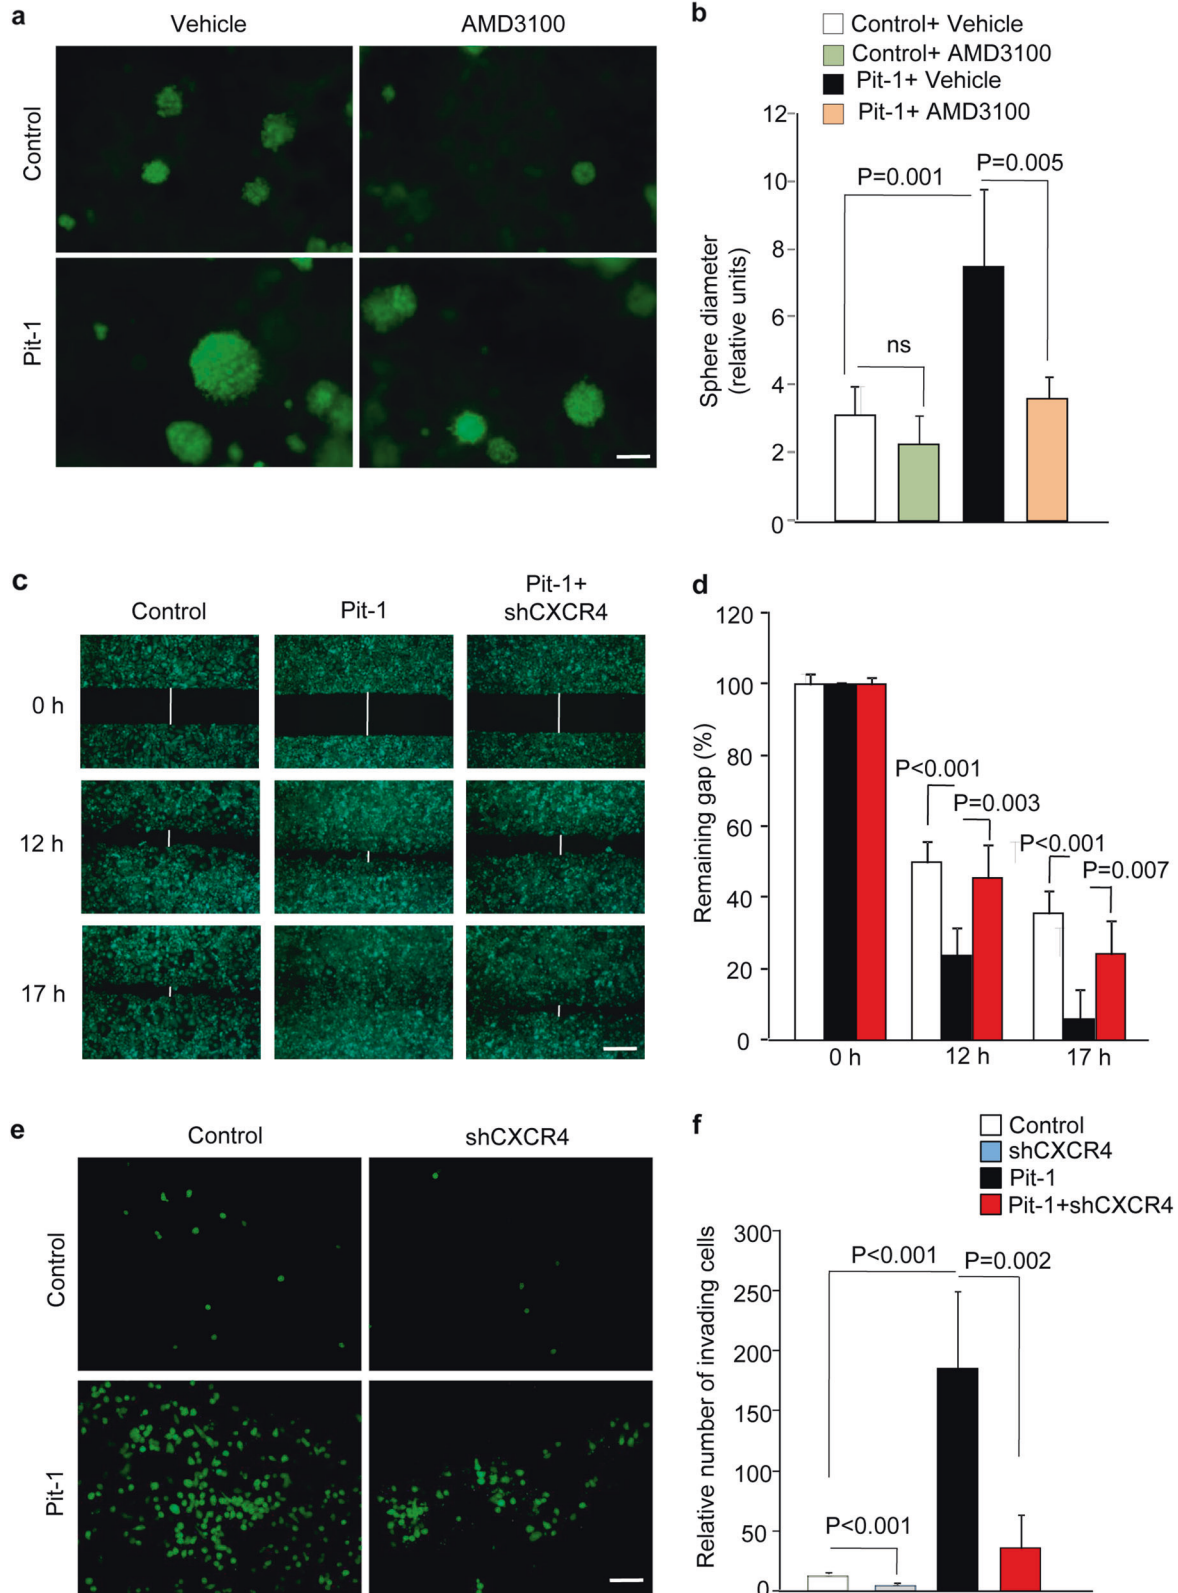 a
Vehicle
AMD3100
Control
Pit-1
b
Control+ Vehicle
Control+ AMD3100
Pit-1+ Vehicle
Pit-1+ AMD3100
12
10
8
6
4
2
0
Sphere diameter
(relative units)
P=0.001
P=0.005
ns
c
Control
Pit-1
Pit-1+
shCXCR4
0 h
12 h
17 h
d
120
100
80
60
40
20
0
Remaining gap (%)
P<0.001
P=0.003
P<0.001
P=0.007
0 h
12 h
17 h
e
Control
shCXCR4
Control
Pit-1
f
Control
shCXCR4
Pit-1
Pit-1+shCXCR4
300
250
200
150
100
50
0
Relative number of invading cells
P<0.001
P=0.002
P<0.001